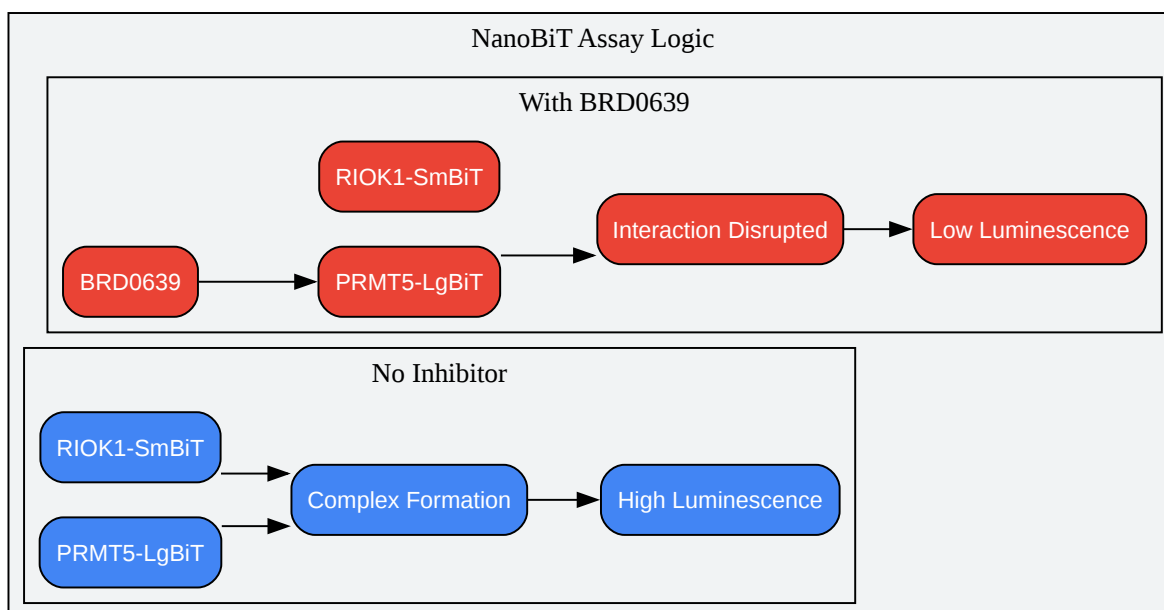 NanoBiT Assay Logic
With BRD0639
RIOK1-SmBiT
BRD0639
PRMT5-LgBiT
Interaction Disrupted
Low Luminescence
No Inhibitor
RIOK1-SmBiT
PRMT5-LgBiT
Complex Formation
High Luminescence